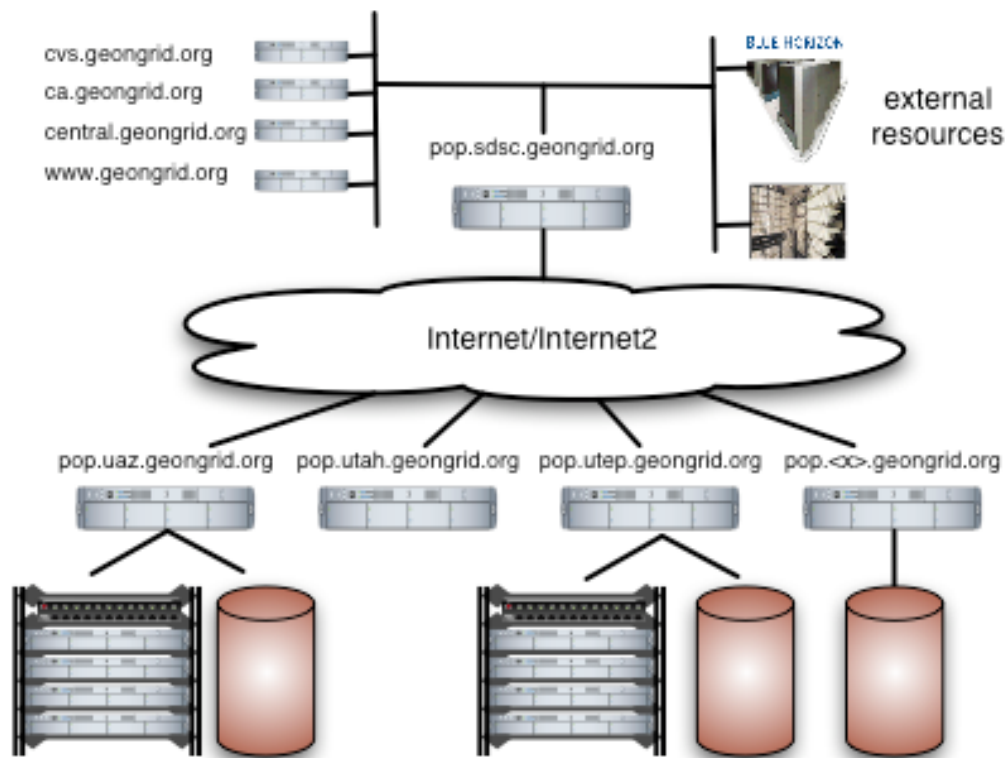 cvs.geongrid.org
ca.geongrid.org
central.geongrid.org
www.geongrid.org
pop.sdsc.geongrid.org
BLUE HORIZON
external
resources
Internet/Internet2
pop.uaz.geongrid.org
pop.utah.geongrid.org
pop.utep.geongrid.org
pop.<x>.geongrid.org